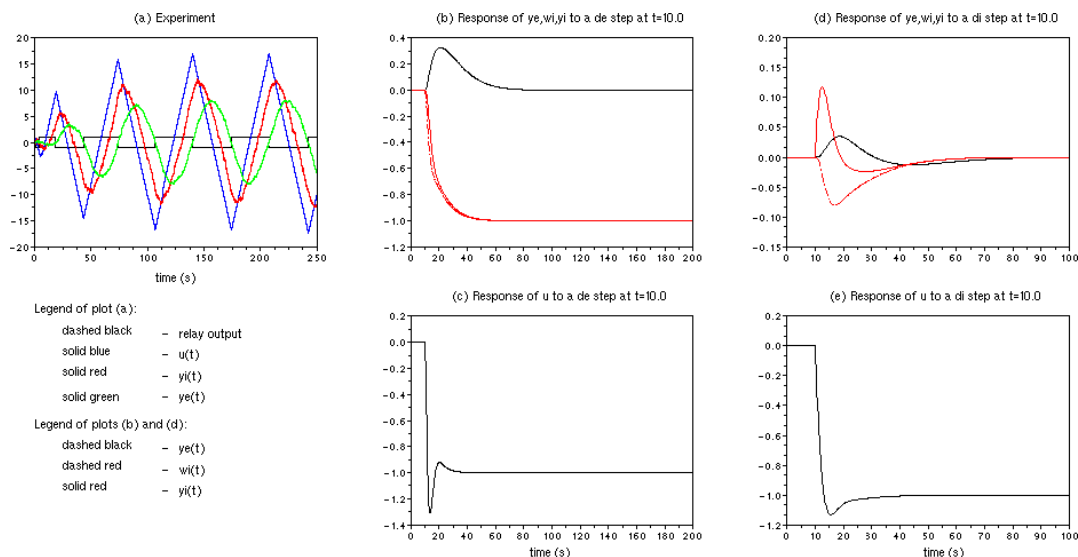 (a) Experiment
20
15
10
5
0
-5
-10
-15
-20
0
50
100
150
200
250
time (s)
(b) Response of ye,wi,yi to a de step at t=10.0
0.4
0.2
0.0
-0.2
-0.4
-0.6
-0.8
-1.0
-1.2
0 20 40 60 80 100 120 140 160 180 200
(d) Response of ye,wi,yi to a di step at t=10.0
0.20
0.15
0.10
0.05
0.00
-0.05
-0.10
-0.15
0 10 20 30 40 50 60 70 80 90 100
Legend of plot (a):
dashed black – relay output
solid blue – u(t)
solid red – yi(t)
solid green – ye(t)
Legend of plots (b) and (d):
dashed black – ye(t)
dashed red – wi(t)
solid red – yi(t)
(c) Response of u to a de step at t=10.0
0.2
0.0
-0.2
-0.4
-0.6
-0.8
-1.0
-1.2
-1.4
0 20 40 60 80 100 120 140 160 180 200
time (s)
(e) Response of u to a di step at t=10.0
0.2
0.0
-0.2
-0.4
-0.6
-0.8
-1.0
-1.2
0 10 20 30 40 50 60 70 80 90 100
time (s)